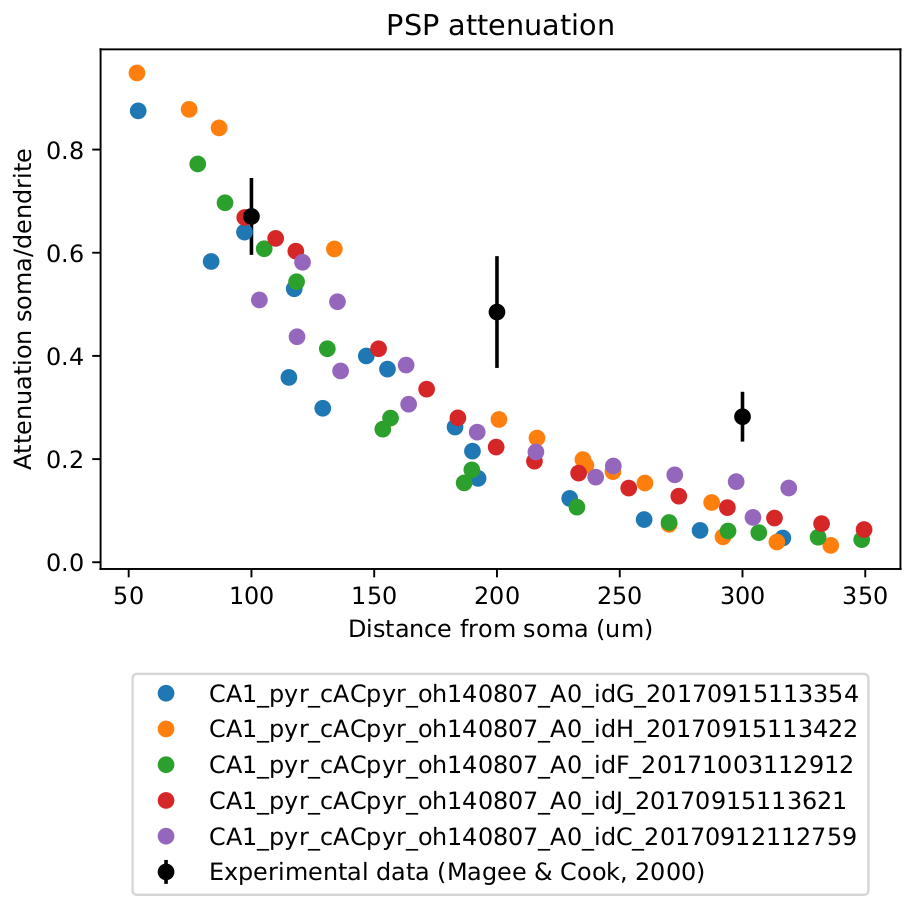 PSP attenuation
Attenuation soma/dendrite
0.8
0.6
0.4
0.2
0.0
50 100 150 200 250 300 350
Distance from soma (um)
CA1_pyr_cACpyr_oh140807_A0_idG_20170915113354
CA1_pyr_cACpyr_oh140807_A0_idH_20170915113422
CA1_pyr_cACpyr_oh140807_A0_idF_20171003112912
CA1_pyr_cACpyr_oh140807_A0_idJ_20170915113621
CA1_pyr_cACpyr_oh140807_A0_idC_20170912112759
Experimental data (Magee & Cook, 2000)